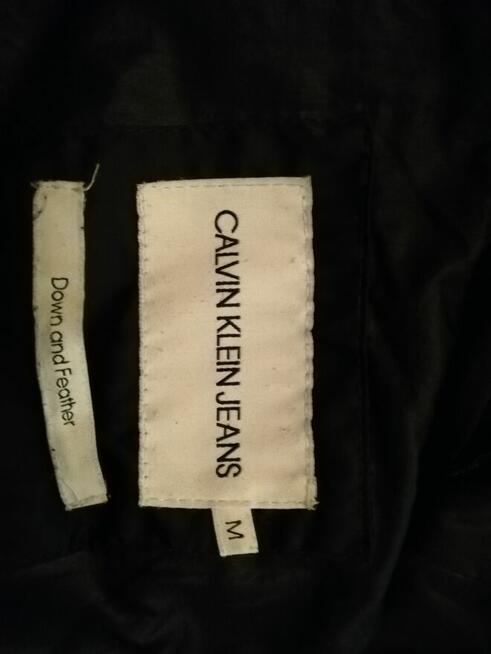 CALVIN KLEIN JEANS
M
Down and Feather